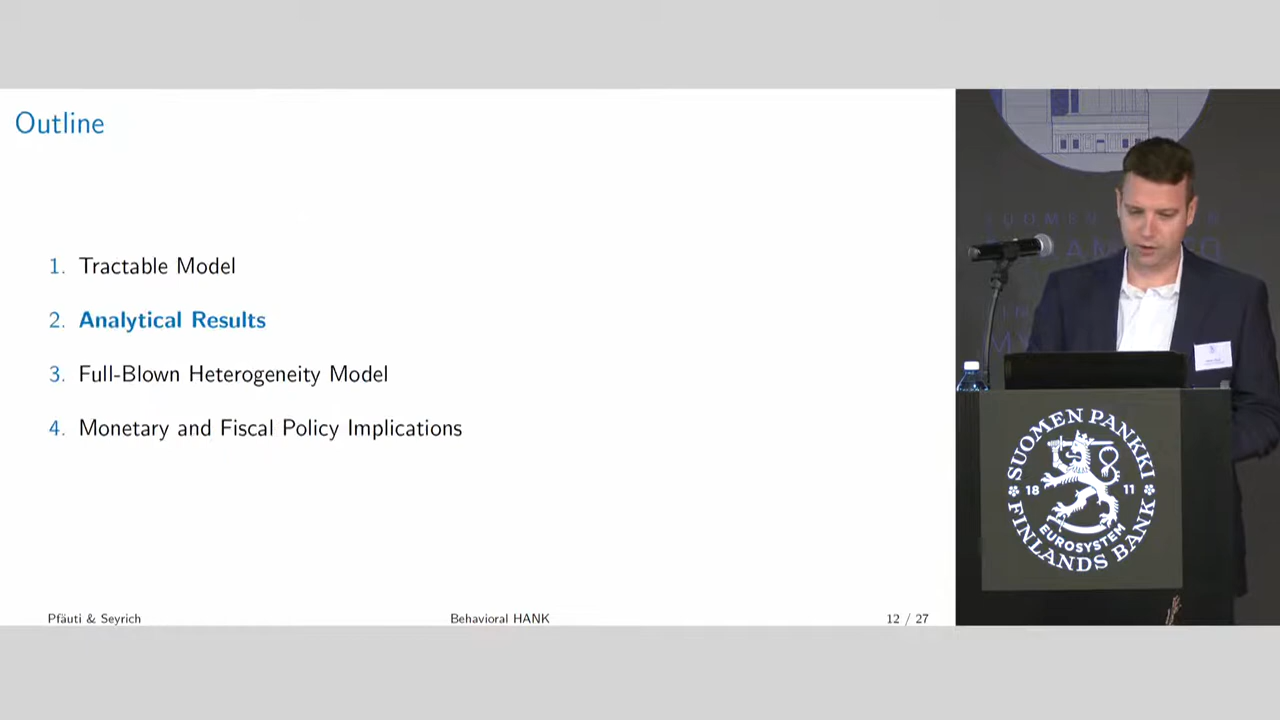 Outline
1. Tractable Model
2. Analytical Results
3. Full-Blown Heterogeneity Model
4. Monetary and Fiscal Policy Implications
Pfäuti & Seyrich
Behavioral HANK
12 / 27
SUOMEN PANKKI
18 11
EUROSYSTEM
FINLANDS BANK